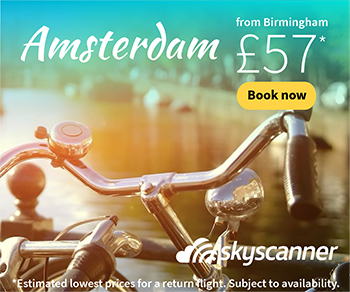 Amsterdam
from Birmingham
£57*
Book now
skyscanner
*Estimated lowest prices for a return flight. Subject to availability.